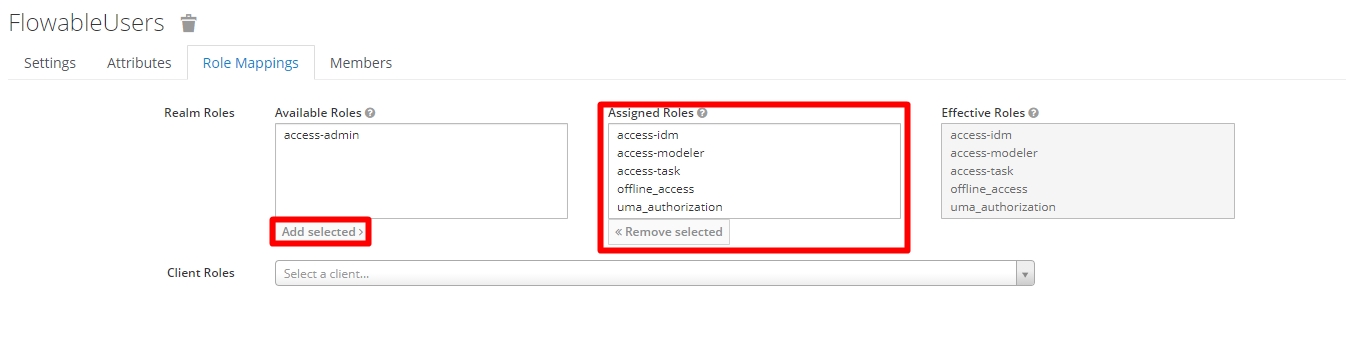 FlowableUsers
Settings Attributes Role Mappings Members
Realm Roles
Available Roles
access-admin
Add selected >
Assigned Roles
access-idm
access-modeler
access-task
offline_access
uma_authorization
« Remove selected
Effective Roles
access-idm
access-modeler
access-task
offline_access
uma_authorization
Client Roles
Select a client...